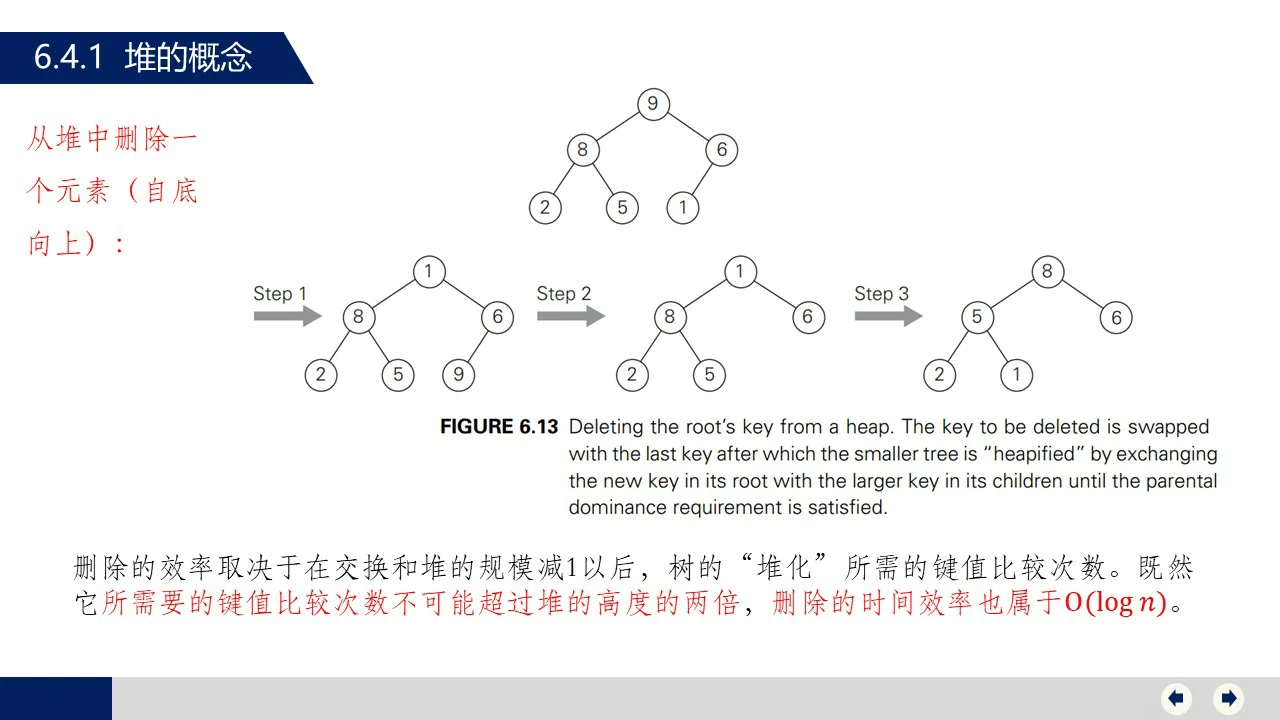 6.4.1 堆的概念
从堆中删除一
个元素（自底
向上）：
9
8 6
2 5 1
Step 1
1
8 6
2 5 9
Step 2
1
8 6
2 5
Step 3
8
5 6
2 1
FIGURE 6.13 Deleting the root's key from a heap. The key to be deleted is swapped
with the last key after which the smaller tree is “heapified” by exchanging
the new key in its root with the larger key in its children until the parental
dominance requirement is satisfied.
删除的效率取决于在交换和堆的规模减1以后，树的“堆化”所需的键值比较次数。既然
它所需要的键值比较次数不可能超过堆的高度的两倍，删除的时间效率也属于O(log n)。